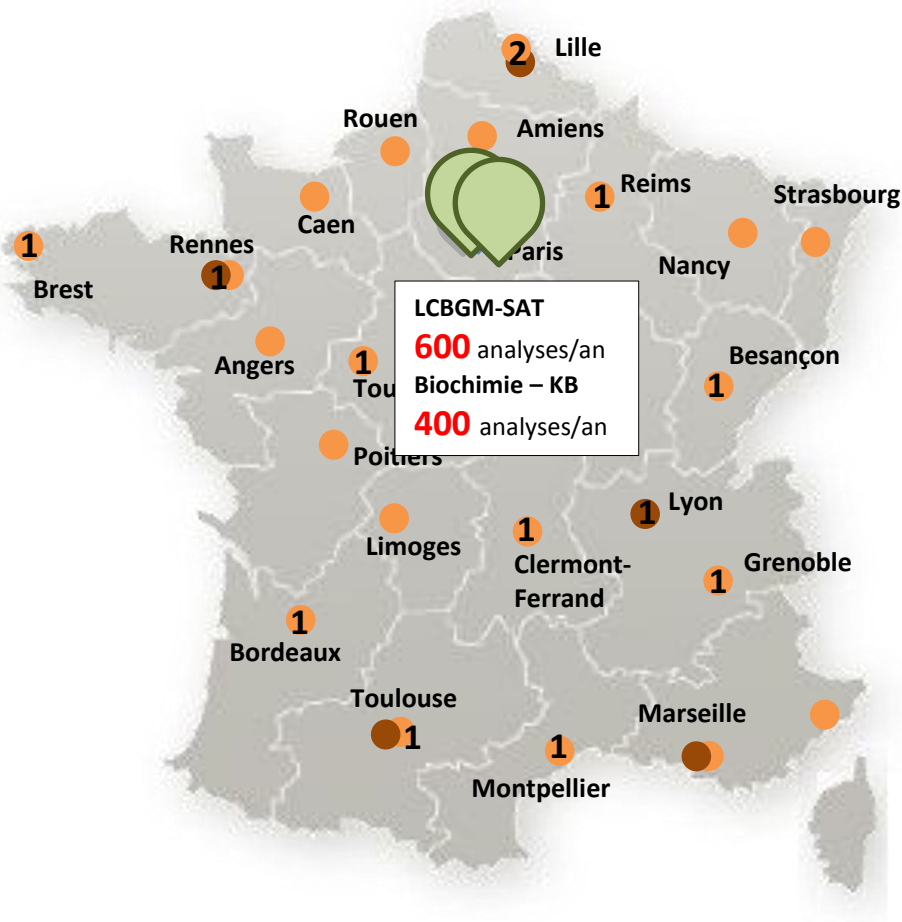 2 Lille
Rouen
Amiens
1 Reims
Strasbourg
Caen
1
Rennes
1
Brest
Paris
Nancy
LCBGM-SAT
600 analyses/an
Biochimie – KB
400 analyses/an
Angers
1
Tou
Besançon
1
Poitiers
1 Lyon
Limoges
1
Clermont-
Ferrand
Grenoble
1
1
Bordeaux
Toulouse
1
Marseille
1
Montpellier